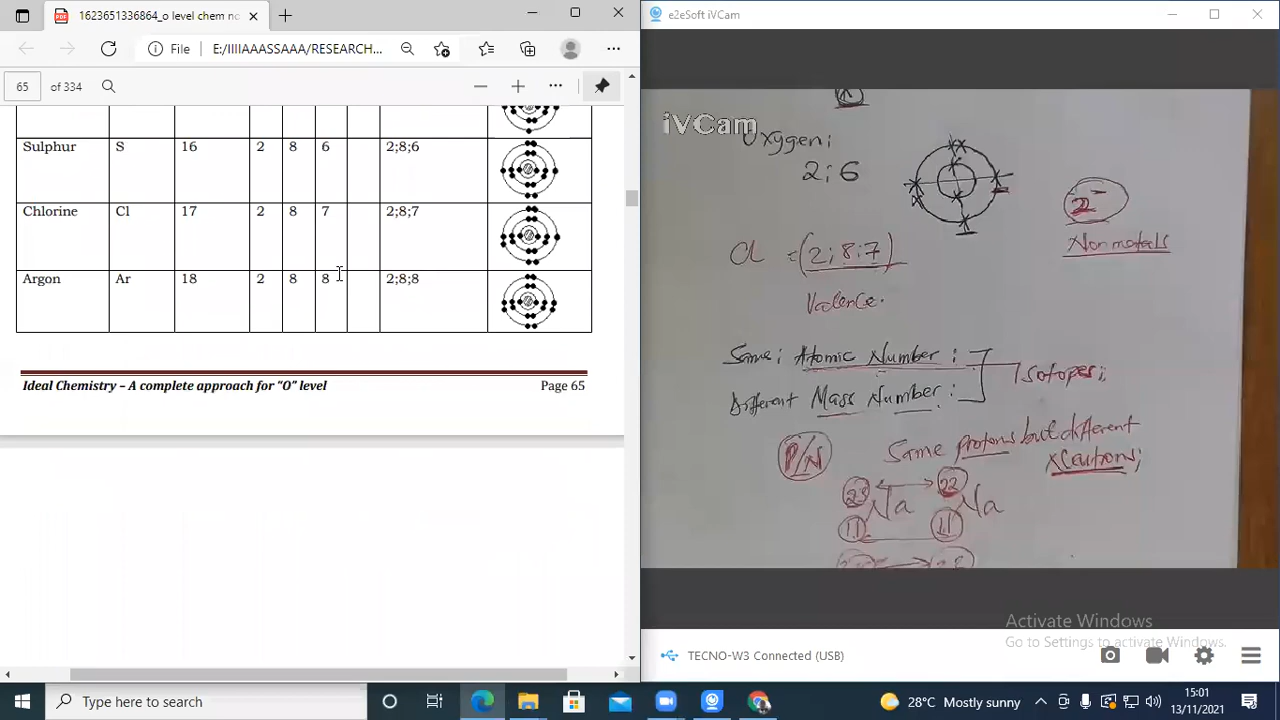 1623651336864_o level chem no
File
E:/IIIIAAASSAAA/RESEARCH...
65 of 334
Sulphur S 16 2 8 6 2;8;6
Chlorine Cl 17 2 8 7 2;8;7
Argon Ar 18 2 8 8 2;8;8
Ideal Chemistry – A complete approach for "O" level Page 65
e2eSoft iVCam
iVCam
Oxygen;
2;6
2-
Nonmetals
Cl = (2;8;7)
Valence.
Same; Atomic Number:
Different Mass Number:
Isotopes;
P/N
Same protons but different
Neutrons;
23 Na 22 Na
11 11
Activate Windows
Go to Settings to activate Windows.
TECNO-W3 Connected (USB)
Type here to search
28°C Mostly sunny
15:01
13/11/2021